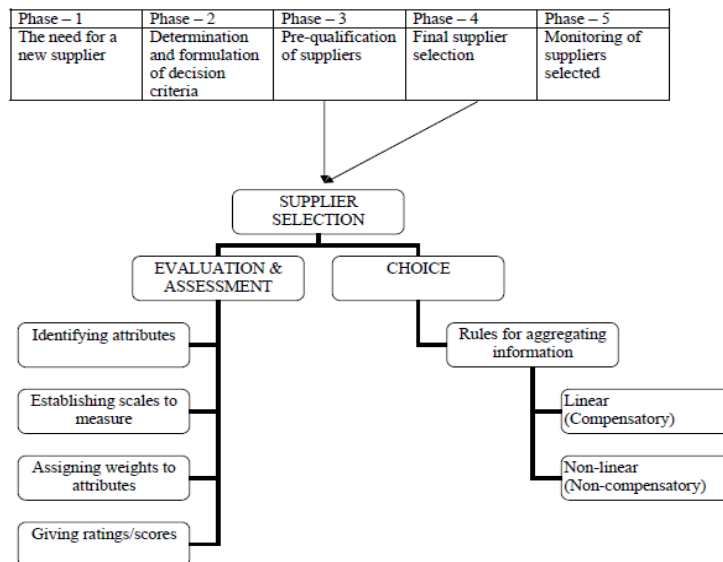 Phase – 1
The need for a
new supplier
Phase – 2
Determination
and formulation
of decision
criteria
Phase – 3
Pre-qualification
of suppliers
Phase – 4
Final supplier
selection
Phase - 5
Monitoring of
suppliers
selected
SUPPLIER
SELECTION
EVALUATION &
ASSESSMENT
CHOICE
Identifying attributes
Establishing scales to
measure
Assigning weights to
attributes
Giving ratings/scores
Rules for aggregating
information
Linear
(Compensatory)
Non-linear
(Non-compensatory)